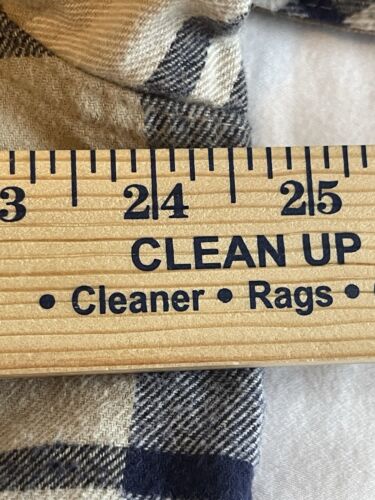 3 24 25
CLEAN UP
• Cleaner • Rags •